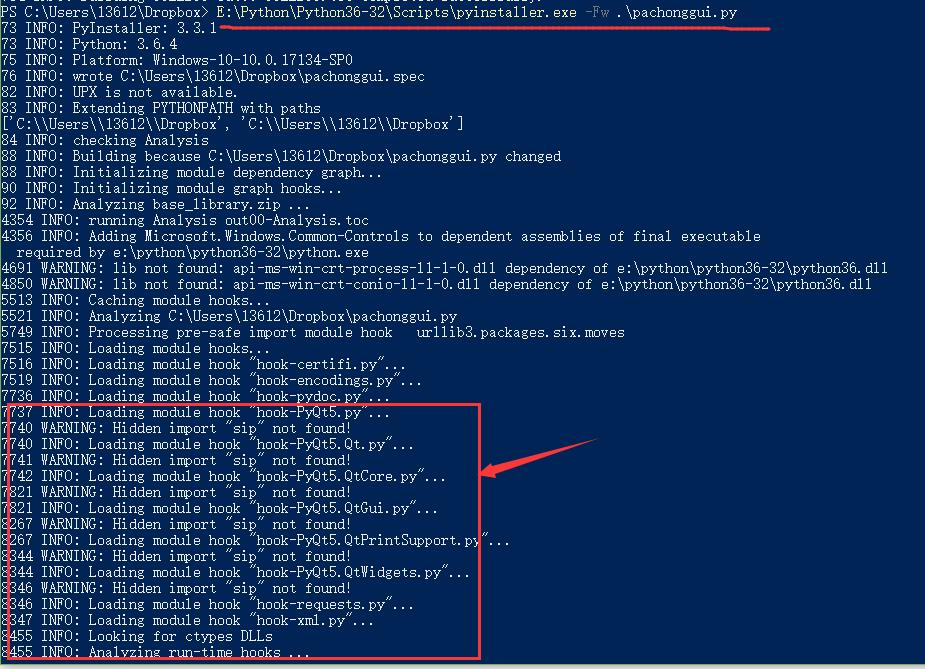 PS C:\Users\13612\Dropbox> E:\Python\Python36-32\Scripts\pyinstaller.exe -Fw .\pachonggui.py
73 INFO: PyInstaller: 3.3.1
73 INFO: Python: 3.6.4
75 INFO: Platform: Windows-10-10.0.17134-SP0
76 INFO: wrote C:\Users\13612\Dropbox\pachonggui.spec
82 INFO: UPX is not available.
83 INFO: Extending PYTHONPATH with paths
['C:\\Users\\13612\\Dropbox', 'C:\\Users\\13612\\Dropbox']
84 INFO: checking Analysis
88 INFO: Building because C:\Users\13612\Dropbox\pachonggui.py changed
88 INFO: Initializing module dependency graph...
90 INFO: Initializing module graph hooks...
92 INFO: Analyzing base_library.zip ...
4354 INFO: running Analysis out00-Analysis.toc
4356 INFO: Adding Microsoft.Windows.Common-Controls to dependent assemblies of final executable
required by e:\python\python36-32\python.exe
4691 WARNING: lib not found: api-ms-win-crt-process-l1-1-0.dll dependency of e:\python\python36-32\python36.dll
4850 WARNING: lib not found: api-ms-win-crt-conio-l1-1-0.dll dependency of e:\python\python36-32\python36.dll
5513 INFO: Caching module hooks...
5521 INFO: Analyzing C:\Users\13612\Dropbox\pachonggui.py
5749 INFO: Processing pre-safe import module hook   urllib3.packages.six.moves
7515 INFO: Loading module hooks...
7516 INFO: Loading module hook "hook-certifi.py"...
7519 INFO: Loading module hook "hook-encodings.py"...
7736 INFO: Loading module hook "hook-pydoc.py"...
7737 INFO: Loading module hook "hook-PyQt5.py"...
7740 WARNING: Hidden import "sip" not found!
7740 INFO: Loading module hook "hook-PyQt5.Qt.py"...
7741 WARNING: Hidden import "sip" not found!
7742 INFO: Loading module hook "hook-PyQt5.QtCore.py"...
7821 WARNING: Hidden import "sip" not found!
7821 INFO: Loading module hook "hook-PyQt5.QtGui.py"...
8267 WARNING: Hidden import "sip" not found!
8267 INFO: Loading module hook "hook-PyQt5.QtPrintSupport.py"...
8344 WARNING: Hidden import "sip" not found!
8344 INFO: Loading module hook "hook-PyQt5.QtWidgets.py"...
8346 WARNING: Hidden import "sip" not found!
8346 INFO: Loading module hook "hook-requests.py"...
8347 INFO: Loading module hook "hook-xml.py"...
8455 INFO: Looking for ctypes DLLs
8455 INFO: Analyzing run-time hooks ...